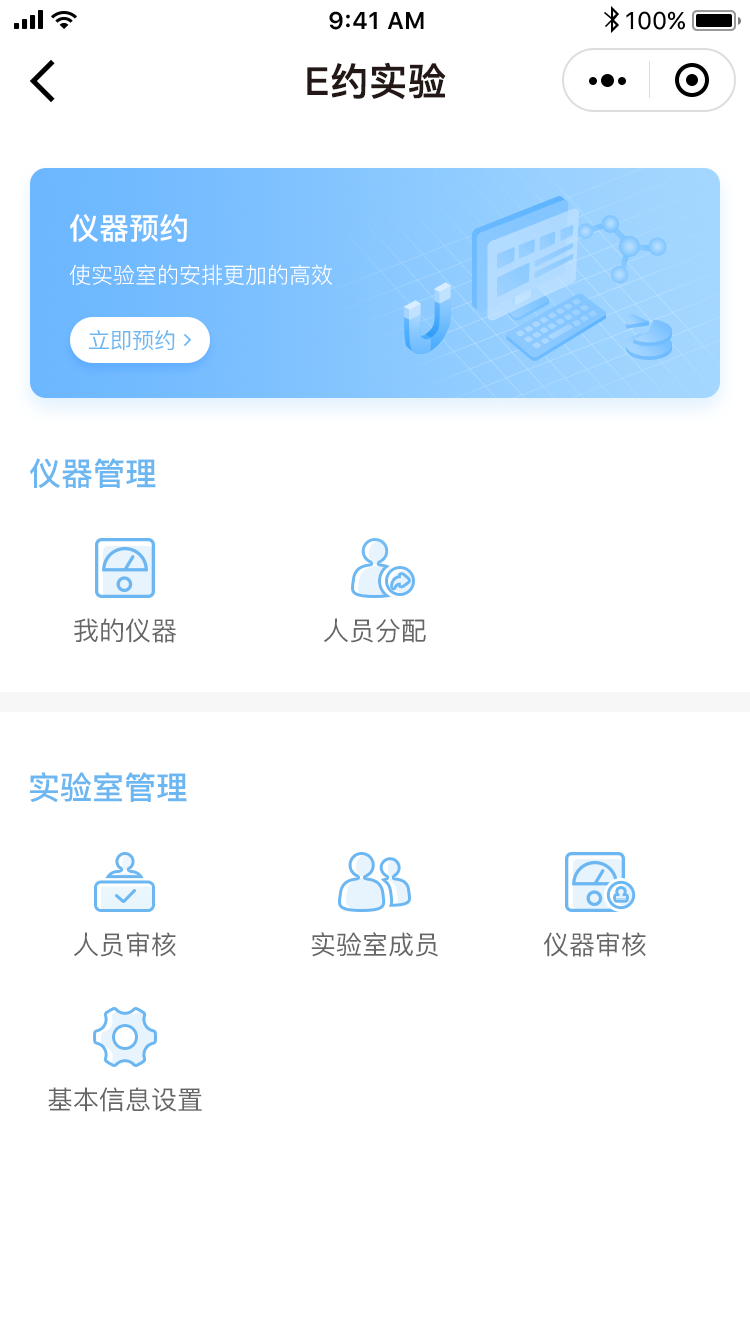 9:41 AM
100%
E约实验
仪器预约
使实验室的安排更加的高效
立即预约
仪器管理
我的仪器
人员分配
实验室管理
人员审核
实验室成员
仪器审核
基本信息设置